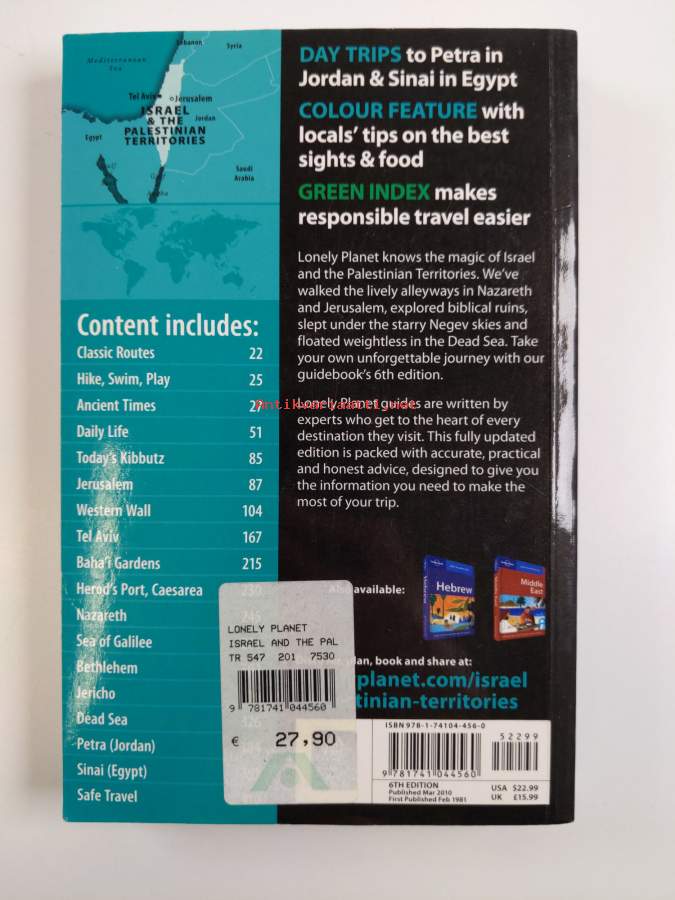 Mediterranean
Sea
Lebanon
Syria
Tel Aviv
Jerusalem
ISRAEL
& THE
PALESTINIAN
TERRITORIES
Jordan
Egypt
Saudi
Arabia
DAY TRIPS to Petra in
Jordan & Sinai in Egypt
COLOUR FEATURE with
locals' tips on the best
sights & food
GREEN INDEX makes
responsible travel easier
Lonely Planet knows the magic of Israel
and the Palestinian Territories. We've
walked the lively alleyways in Nazareth
and Jerusalem, explored biblical ruins,
slept under the starry Negev skies and
floated weightless in the Dead Sea. Take
your own unforgettable journey with our
guidebook's 6th edition.
Lonely Planet guides are written by
experts who get to the heart of every
destination they visit. This fully updated
edition is packed with accurate, practical
and honest advice, designed to give you
the information you need to make the
most of your trip.
Antikvariaatti.net
Content includes:
Classic Routes 22
Hike, Swim, Play 25
Ancient Times
Daily Life 51
Today's Kibbutz 85
Jerusalem 87
Western Wall 104
Tel Aviv 167
Baha'i Gardens 215
Herod's Port, Caesarea 230
Nazareth
Sea of Galilee
Bethlehem
Jericho
Dead Sea
Petra (Jordan)
Sinai (Egypt)
Safe Travel
available:
Hebrew
Middle
East
plan, book and share at:
planet.com/israel
stinian-territories
LONELY PLANET
ISRAEL AND THE PAL
TR 547 201 7530
9 781741 044560
€ 27,90
ISBN 978-1-74104-456-0
52299
9 781741 044560
6TH EDITION
Published Mar 2010
First Published Feb 1981
USA $22.99
UK £15.99